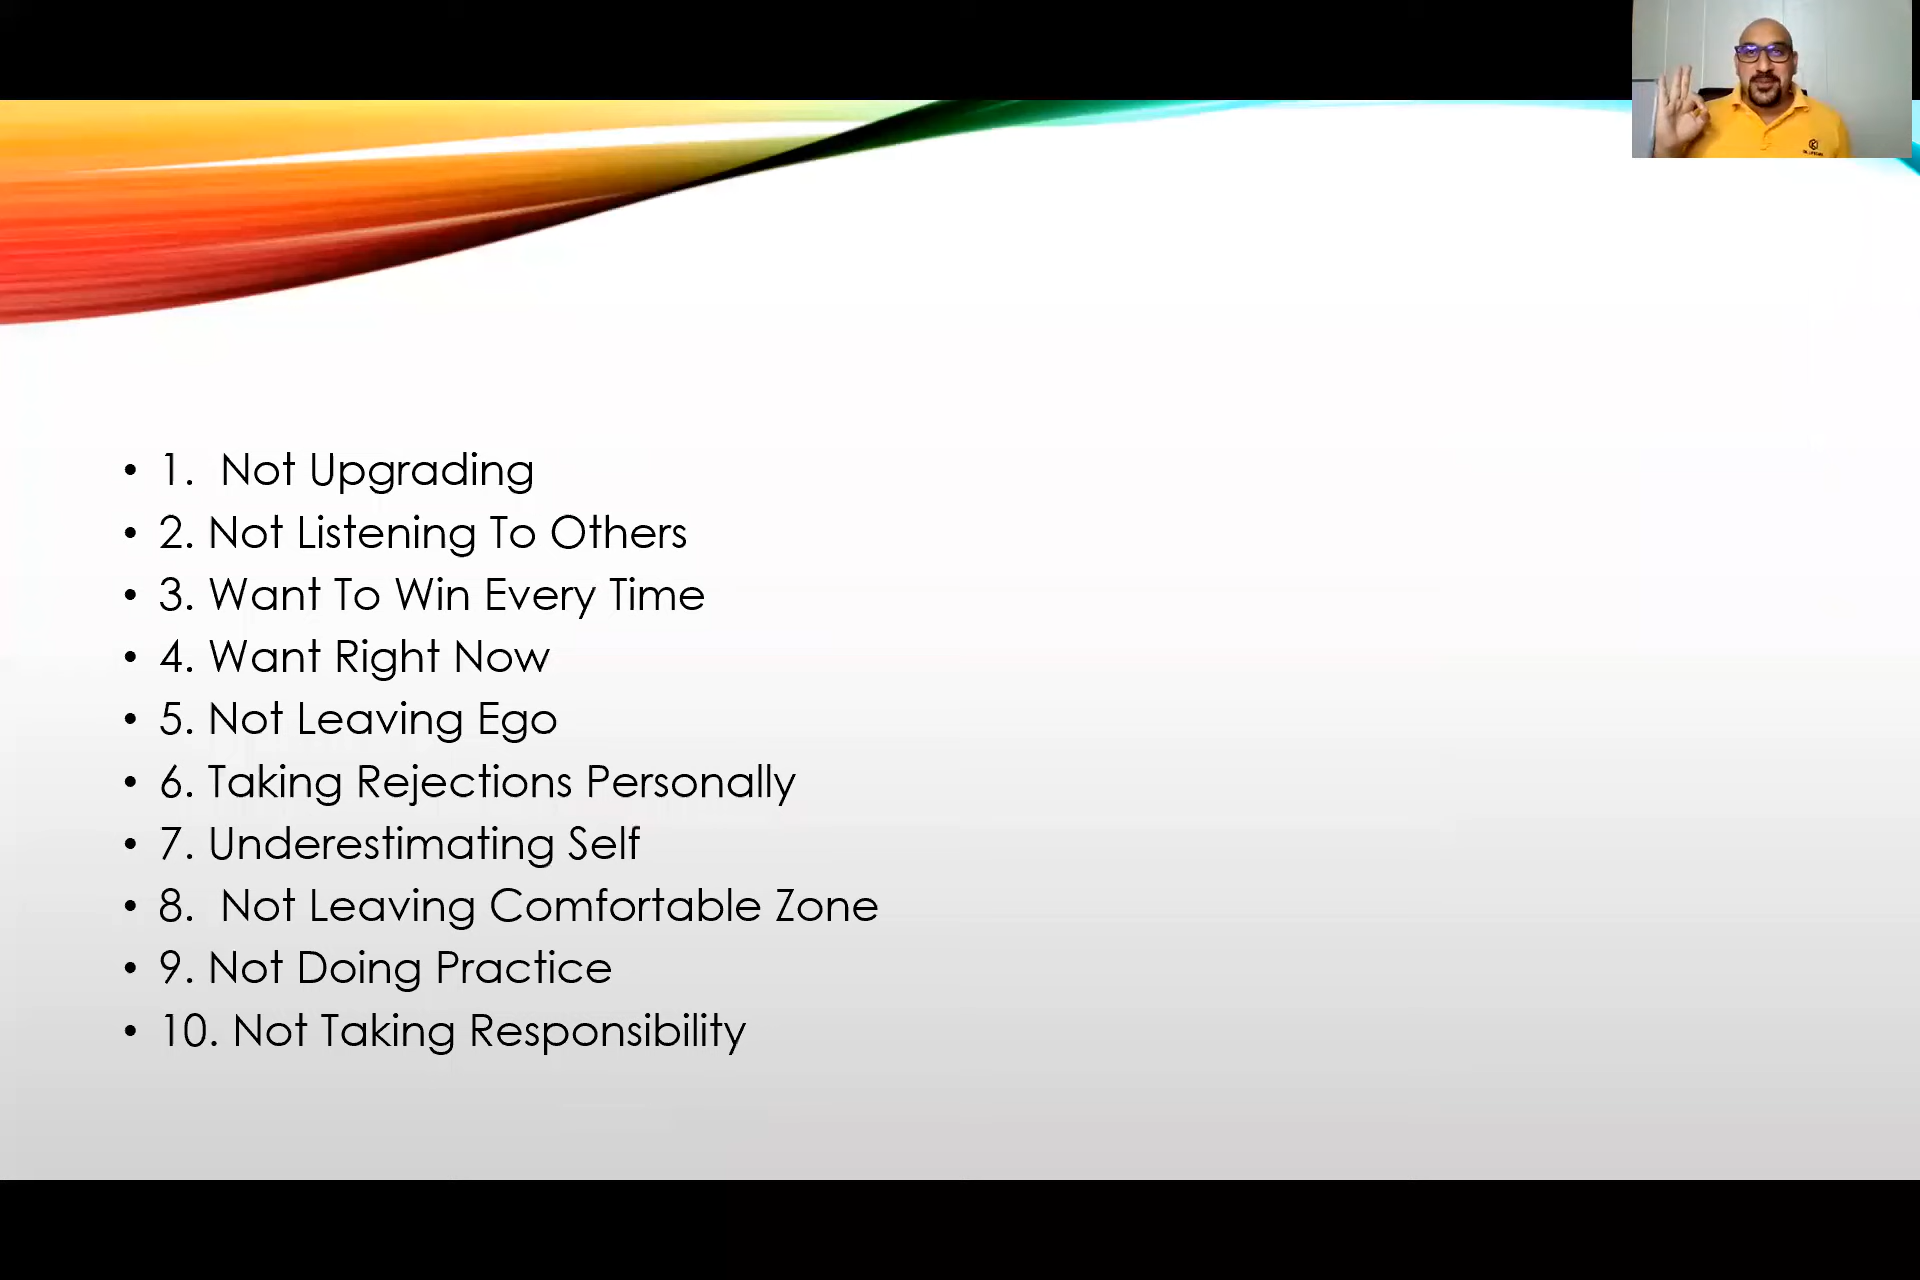 • 1.  Not Upgrading
• 2. Not Listening To Others
• 3. Want To Win Every Time
• 4. Want Right Now
• 5. Not Leaving Ego
• 6. Taking Rejections Personally
• 7. Underestimating Self
• 8.  Not Leaving Comfortable Zone
• 9. Not Doing Practice
• 10. Not Taking Responsibility